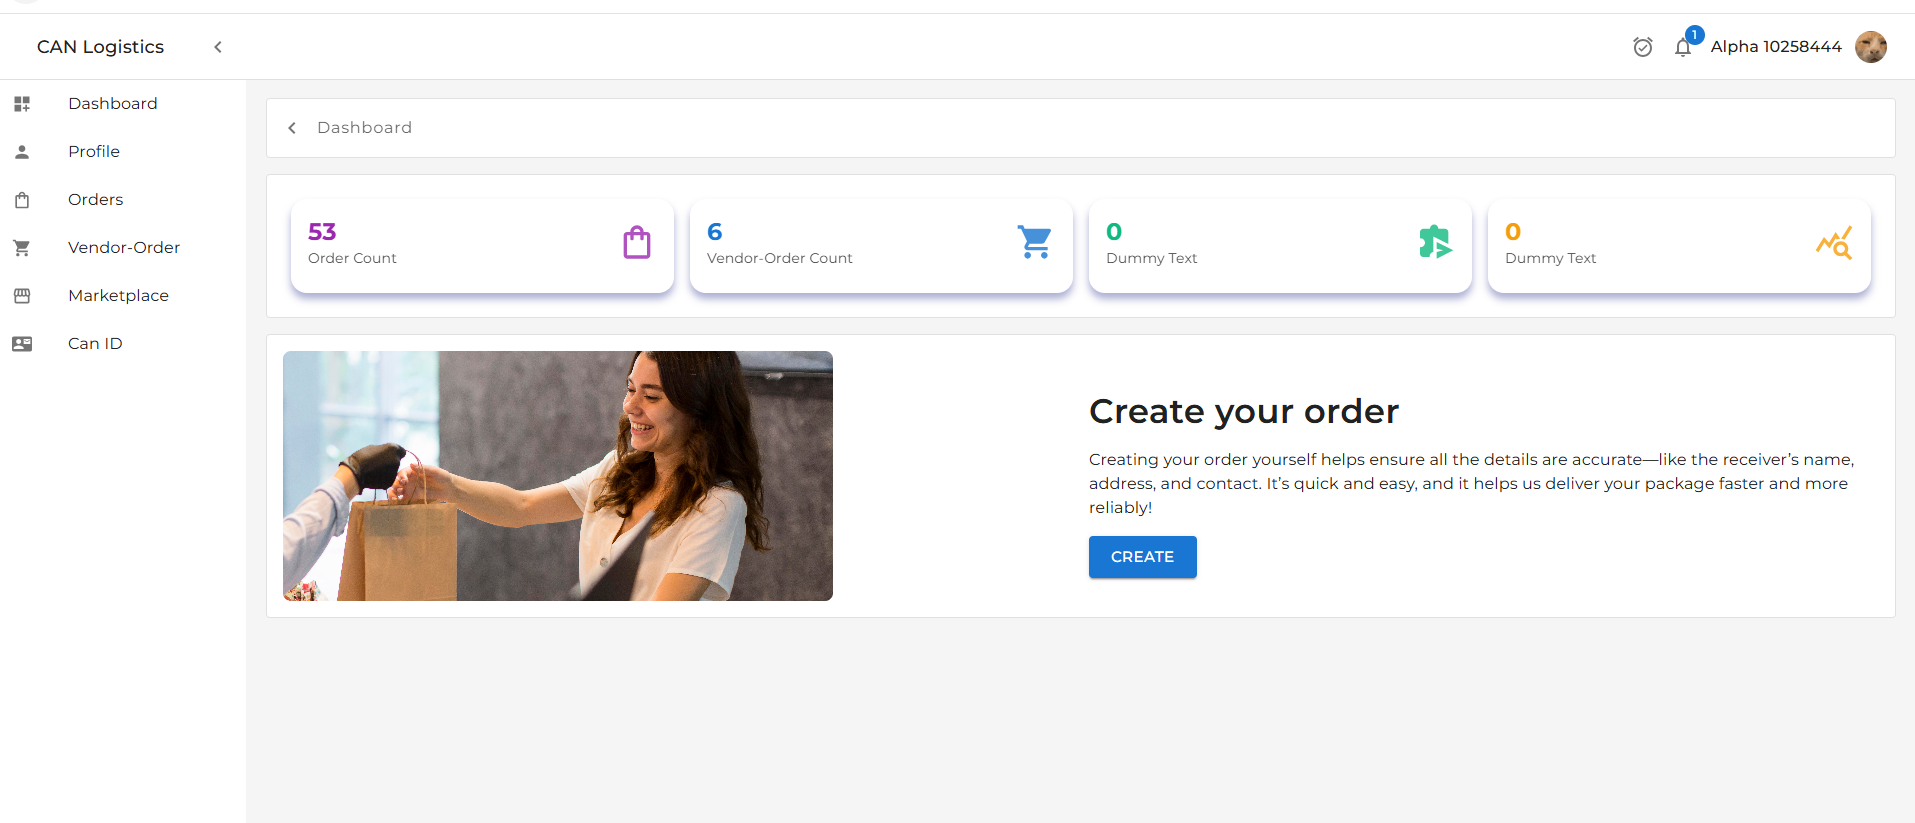 CAN Logistics
1
Alpha 10258444
Dashboard
Profile
Orders
Vendor-Order
Marketplace
Can ID
Dashboard
53
Order Count
6
Vendor-Order Count
0
Dummy Text
0
Dummy Text
Create your order
Creating your order yourself helps ensure all the details are accurate—like the receiver’s name,
address, and contact. It’s quick and easy, and it helps us deliver your package faster and more
reliably!
CREATE